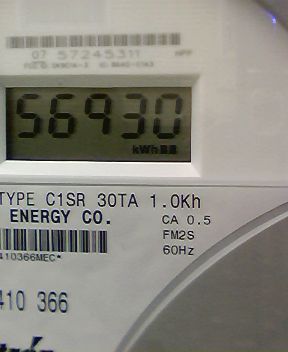 07 57245311
56930
kWh
TYPE C1SR 30TA 1.0Kh
ENERGY CO.
CA 0.5
FM2S
60Hz
410366MEC*
410 366